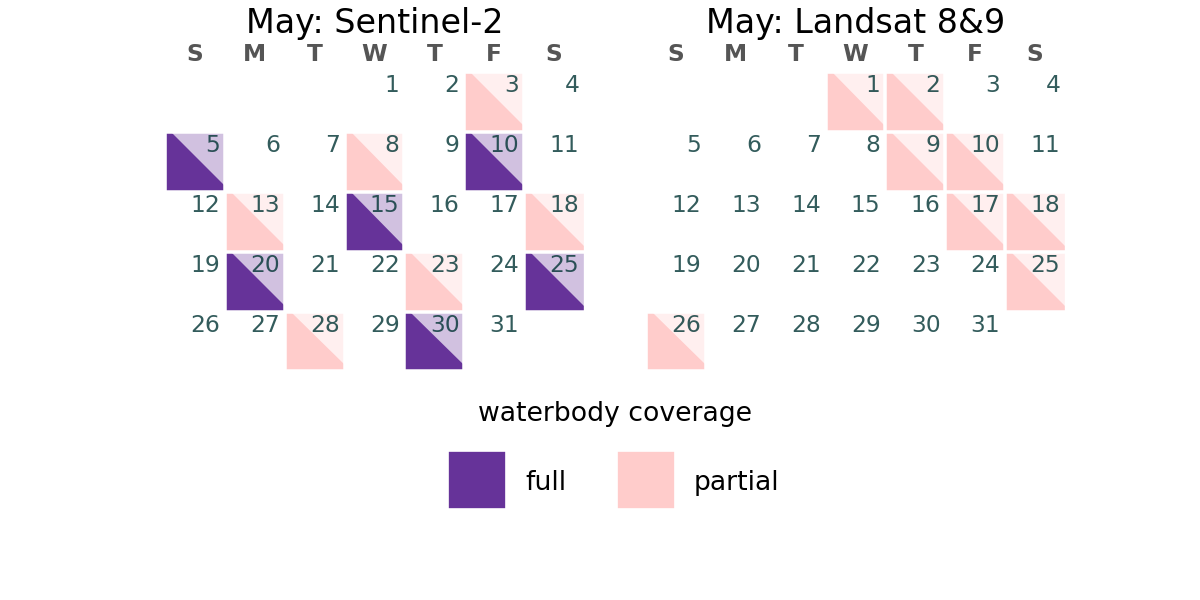 May: Sentinel-2
S M T W T F S
1 2 3 4
5 6 7 8 9 10 11
12 13 14 15 16 17 18
19 20 21 22 23 24 25
26 27 28 29 30 31
May: Landsat 8&9
S M T W T F S
1 2 3 4
5 6 7 8 9 10 11
12 13 14 15 16 17 18
19 20 21 22 23 24 25
26 27 28 29 30 31
waterbody coverage
full
partial